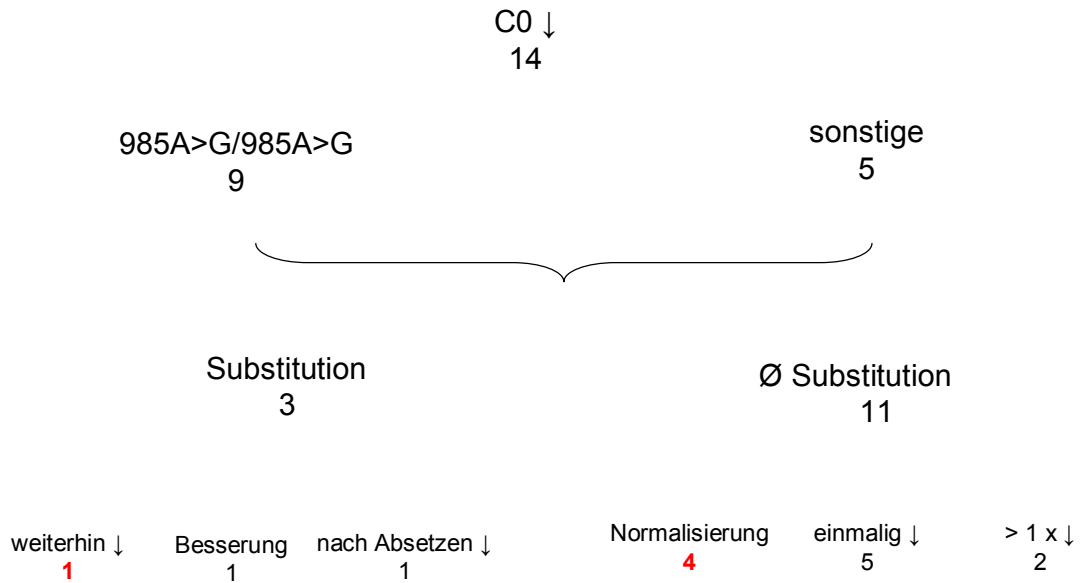 C0 ↓
14
985A>G/985A>G
9
sonstige
5
Substitution
3
Ø Substitution
11
weiterhin ↓
1
Besserung
1
nach Absetzen ↓
1
Normalisierung
4
einmalig ↓
5
> 1 x ↓
2